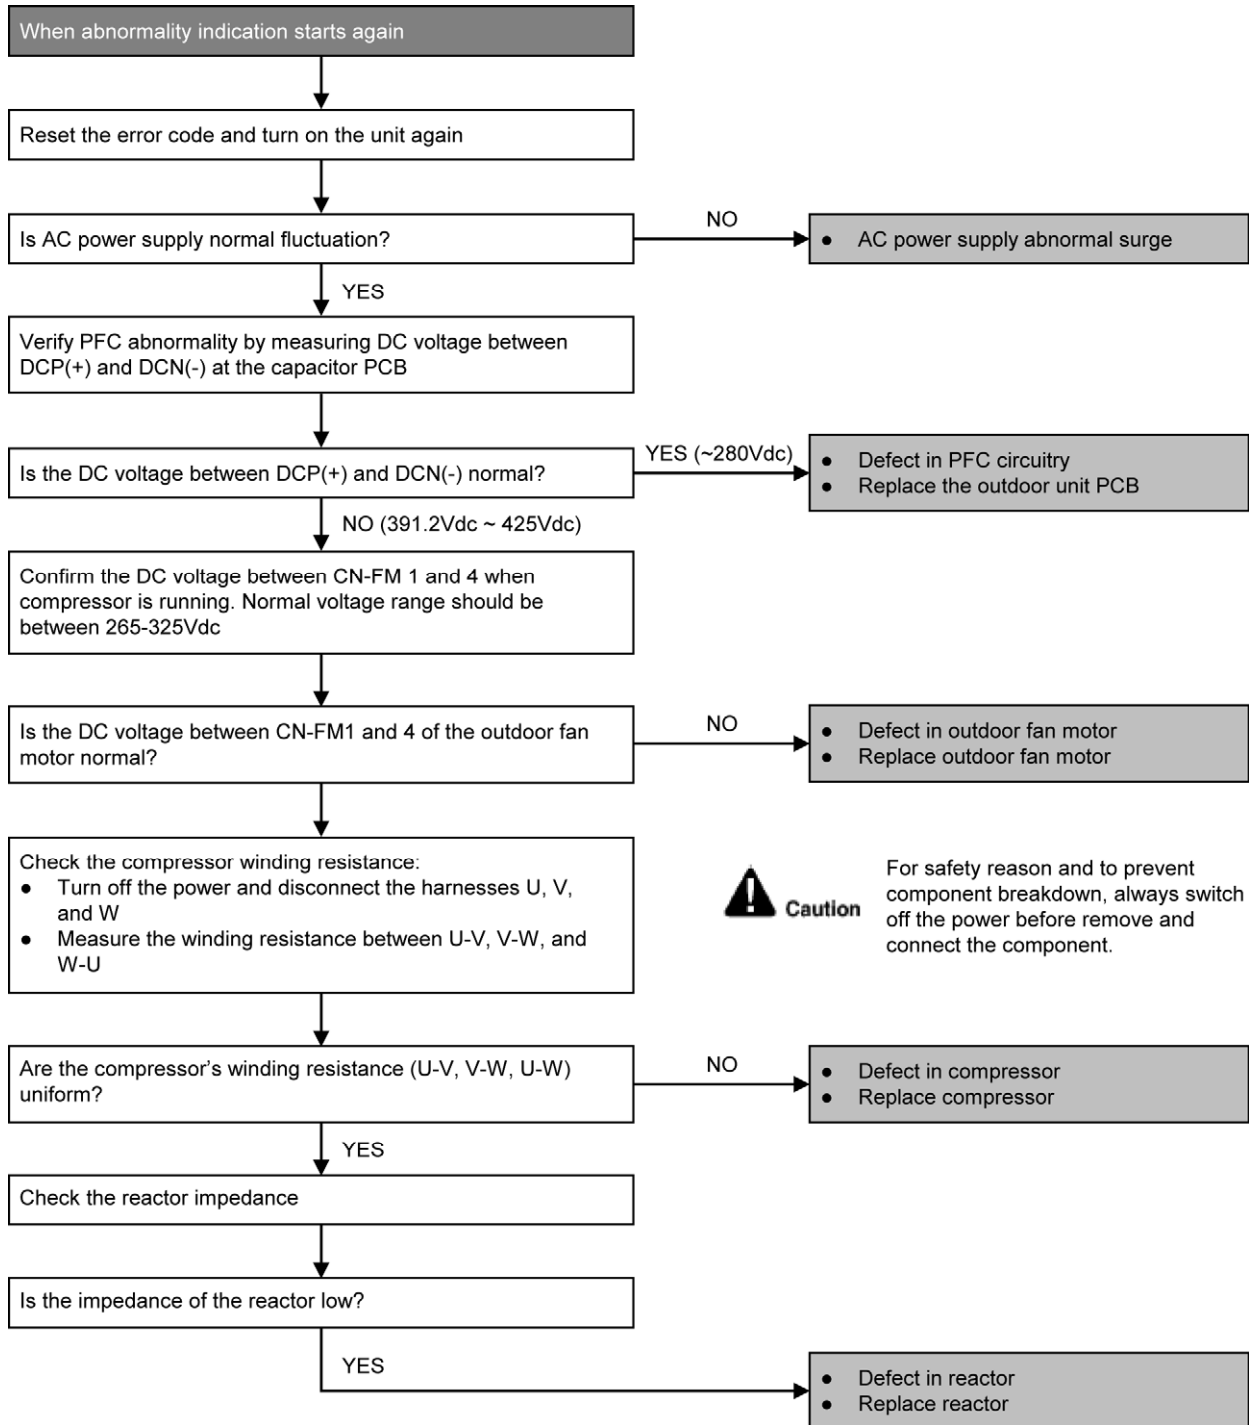 When abnormality indication starts again
Reset the error code and turn on the unit again
Is AC power supply normal fluctuation?
NO
● AC power supply abnormal surge
YES
Verify PFC abnormality by measuring DC voltage between
DCP(+) and DCN(-) at the capacitor PCB
Is the DC voltage between DCP(+) and DCN(-) normal?
YES (~280Vdc)
● Defect in PFC circuitry
● Replace the outdoor unit PCB
NO (391.2Vdc ~ 425Vdc)
Confirm the DC voltage between CN-FM 1 and 4 when
compressor is running. Normal voltage range should be
between 265-325Vdc
Is the DC voltage between CN-FM1 and 4 of the outdoor fan
motor normal?
NO
● Defect in outdoor fan motor
● Replace outdoor fan motor
Check the compressor winding resistance:
● Turn off the power and disconnect the harnesses U, V,
and W
● Measure the winding resistance between U-V, V-W, and
W-U
Caution
For safety reason and to prevent
component breakdown, always switch
off the power before remove and
connect the component.
Are the compressor's winding resistance (U-V, V-W, U-W)
uniform?
NO
● Defect in compressor
● Replace compressor
YES
Check the reactor impedance
Is the impedance of the reactor low?
YES
● Defect in reactor
● Replace reactor